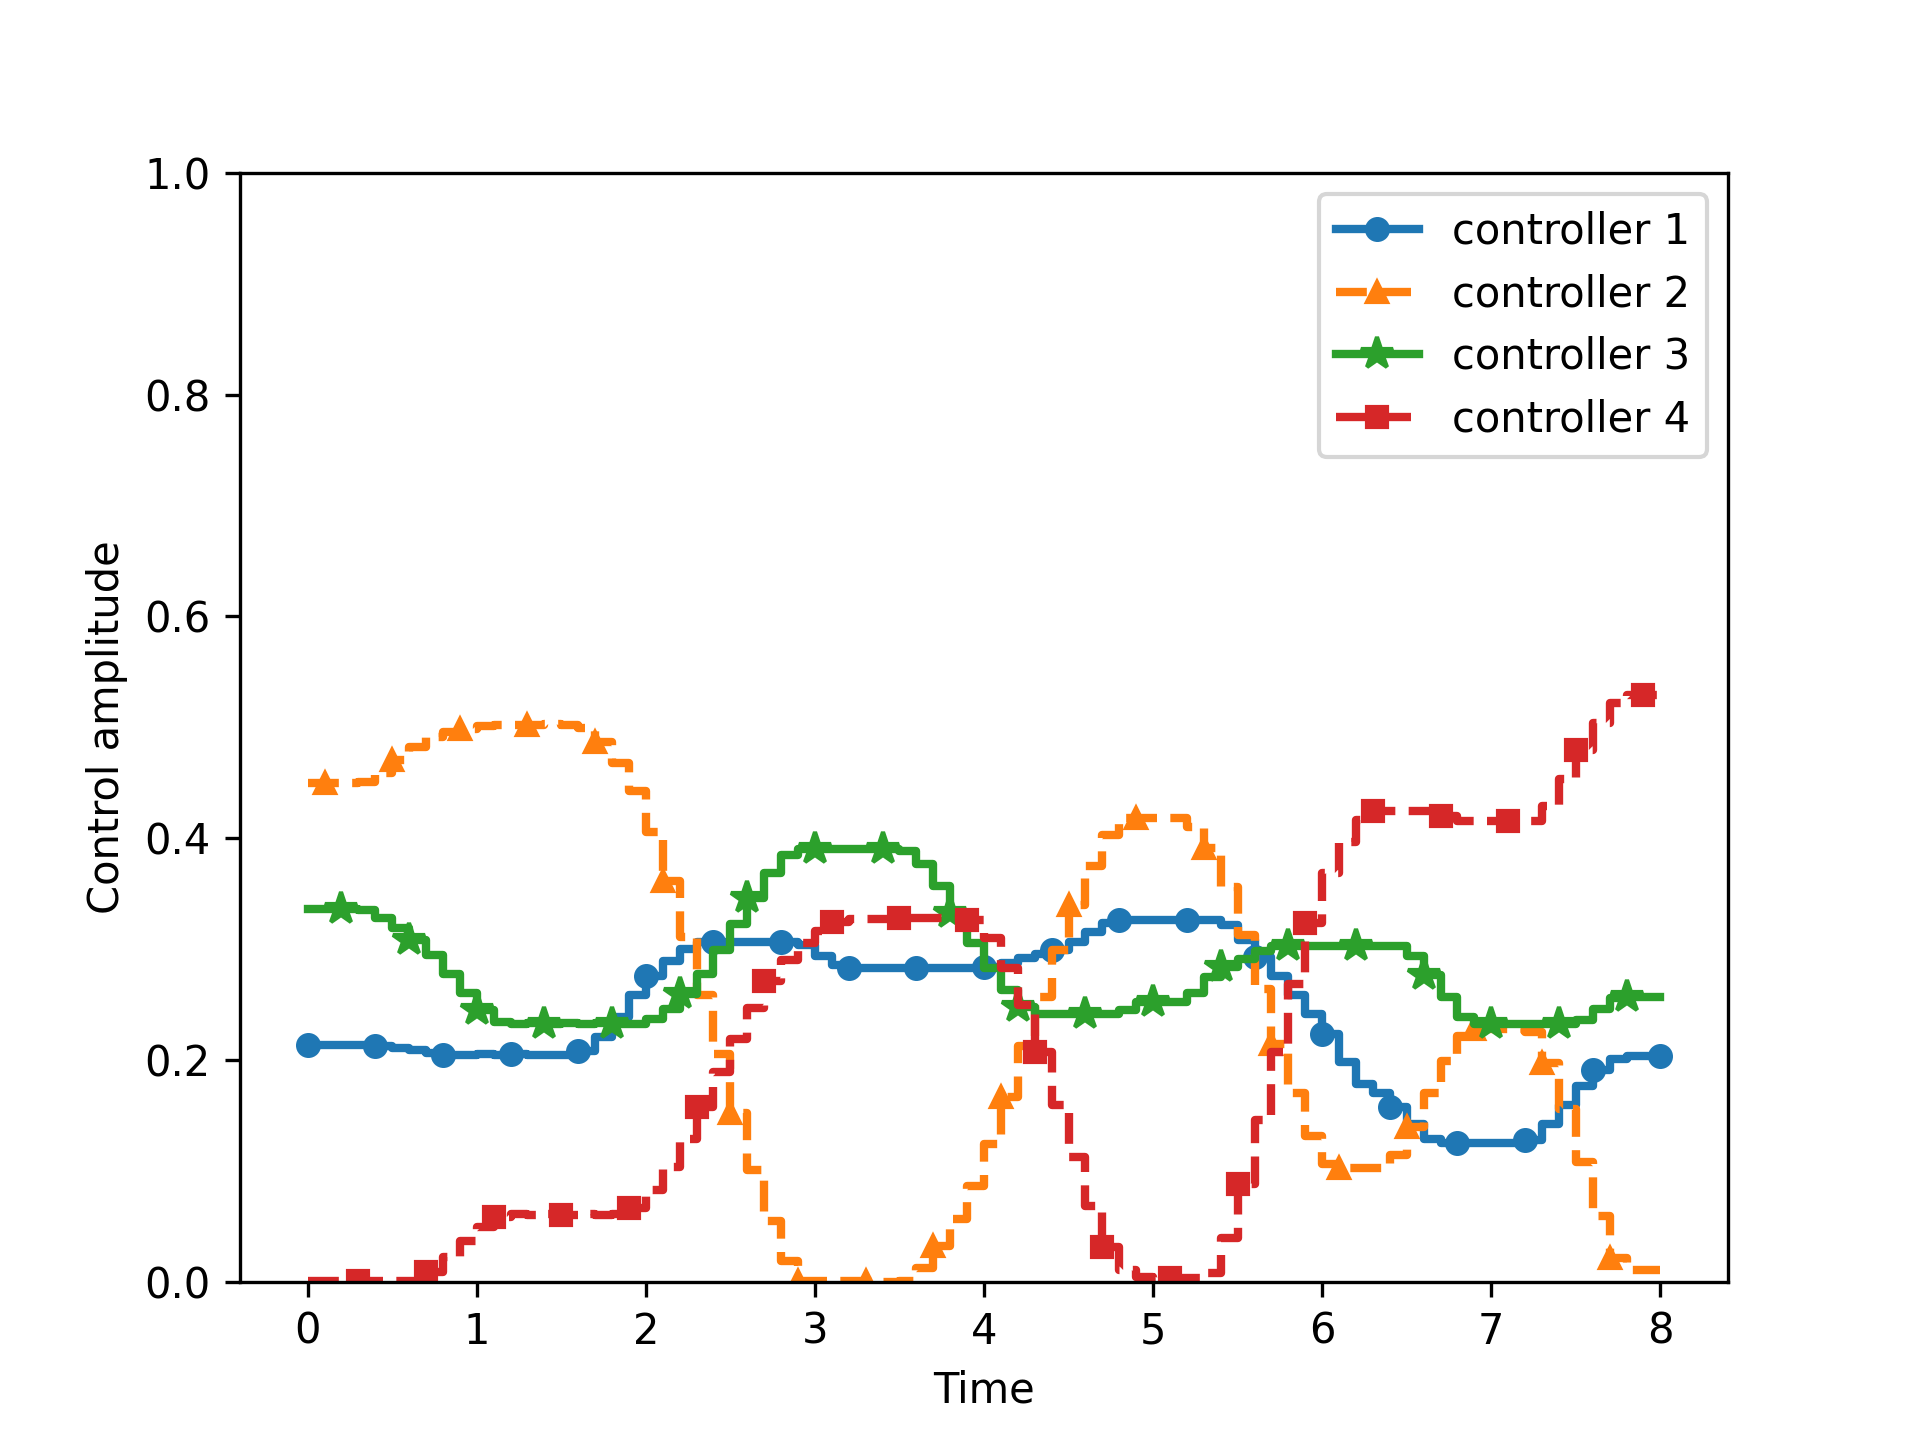 1.0
0.8
0.6
0.4
0.2
0.0
Control amplitude
controller 1
controller 2
controller 3
controller 4
0 1 2 3 4 5 6 7 8
Time